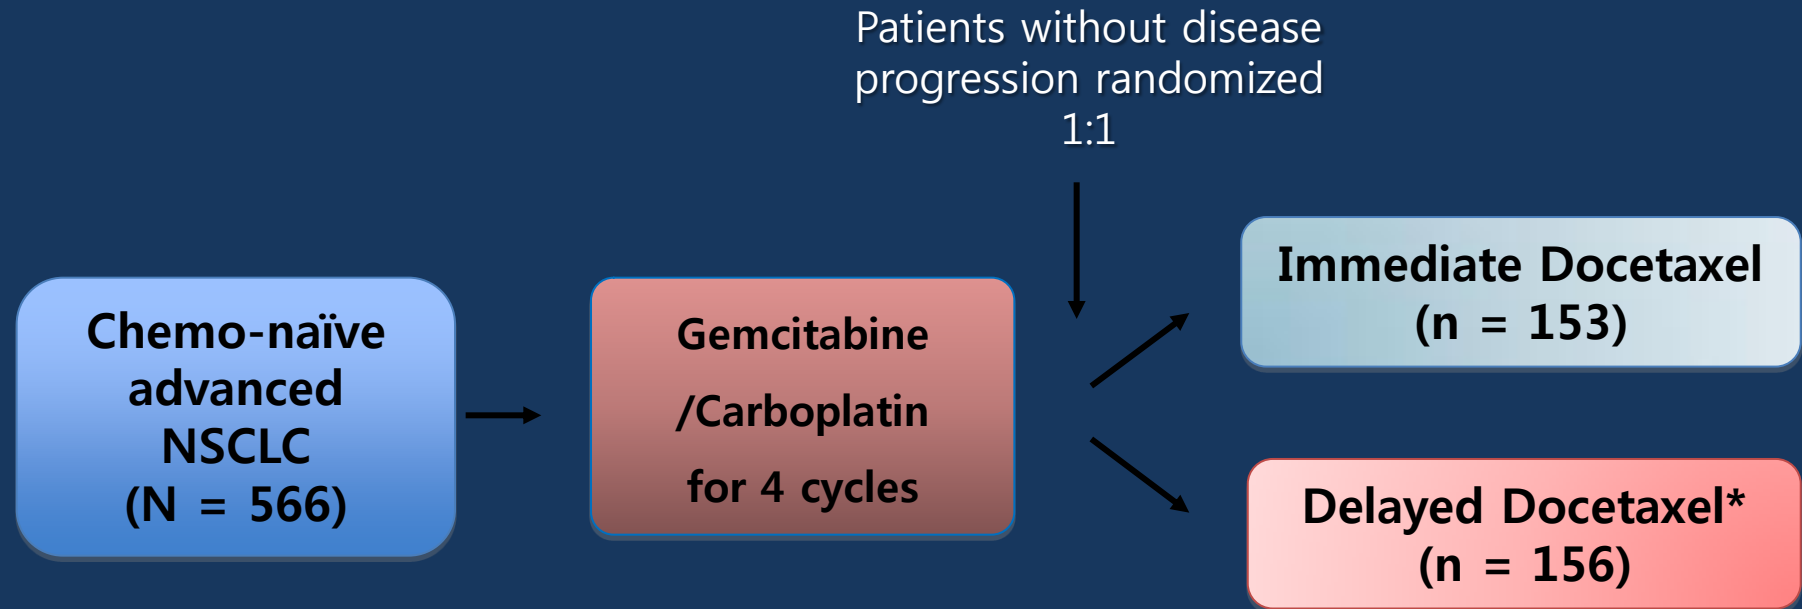 Patients without disease
progression randomized
1:1
Chemo-naïve
advanced
NSCLC
(N = 566)
Gemcitabine
/Carboplatin
for 4 cycles
Immediate Docetaxel
(n = 153)
Delayed Docetaxel*
(n = 156)